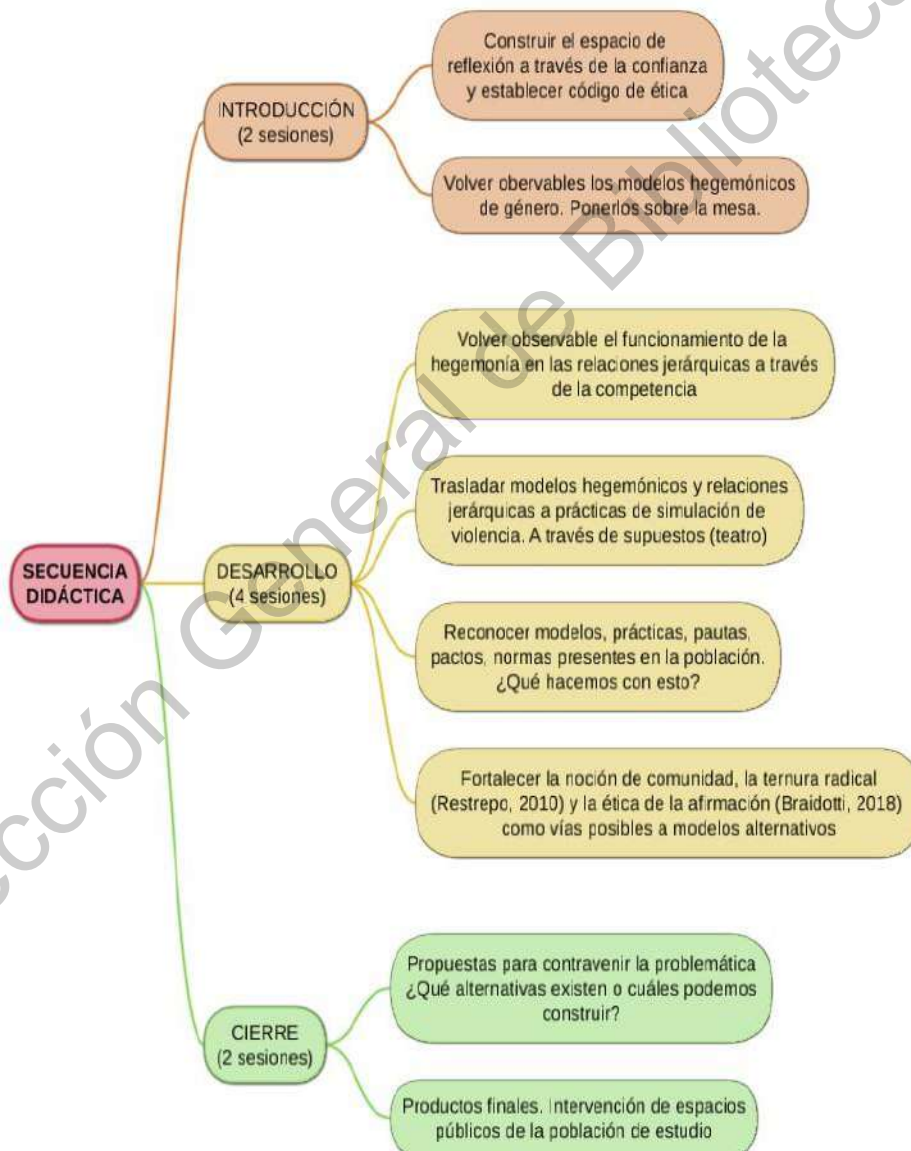 Construir el espacio de
reflexión a través de la confianza
y establecer código de ética
INTRODUCCIÓN
(2 sesiones)
Volver obervables los modelos hegemónicos
de género. Ponerlos sobre la mesa.
Volver observable el funcionamiento de la
hegemonía en las relaciones jerárquicas a través
de la competencia
Trasladar modelos hegemónicos y relaciones
jerárquicas a prácticas de simulación de
violencia. A través de supuestos (teatro)
SECUENCIA
DIDÁCTICA
DESARROLLO
(4 sesiones)
Reconocer modelos, prácticas, pautas,
pactos, normas presentes en la población.
¿Qué hacemos con esto?
Fortalecer la noción de comunidad, la ternura radical
(Restrepo, 2010) y la ética de la afirmación (Braidotti, 2018)
como vías posibles a modelos alternativos
Propuestas para contravenir la problemática
¿Qué alternativas existen o cuáles podemos
construir?
CIERRE
(2 sesiones)
Productos finales. Intervención de espacios
públicos de la población de estudio
ección General de Biblioteca